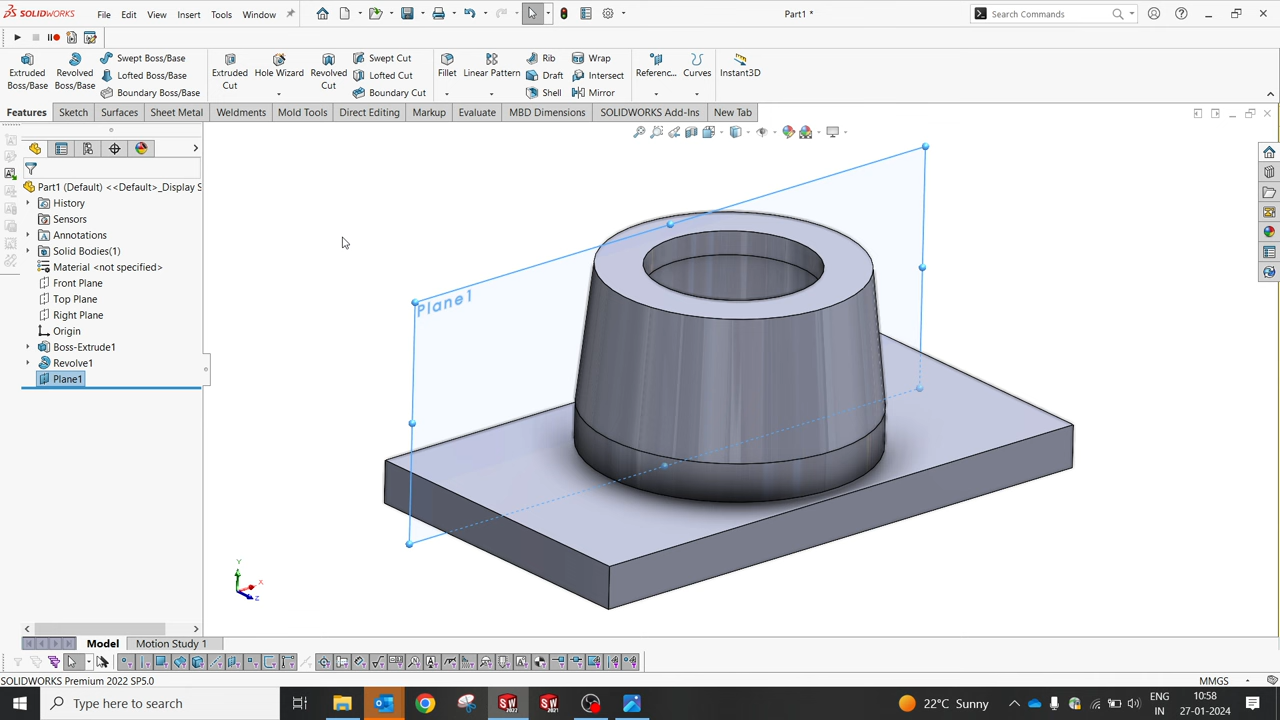 SOLIDWORKS File Edit View Insert Tools Window Part1 * Search Commands
Extruded Boss/Base
Revolved Boss/Base
Swept Boss/Base
Lofted Boss/Base
Boundary Boss/Base
Extruded Cut
Hole Wizard
Revolved Cut
Swept Cut
Lofted Cut
Boundary Cut
Fillet
Linear Pattern
Rib
Draft
Shell
Wrap
Intersect
Mirror
Referenc...
Curves
Instant3D
Features Sketch Surfaces Sheet Metal Weldments Mold Tools Direct Editing Markup Evaluate MBD Dimensions SOLIDWORKS Add-Ins New Tab
Part1 (Default) <<Default>_Display S
History
Sensors
Annotations
Solid Bodies(1)
Material <not specified>
Front Plane
Top Plane
Right Plane
Origin
Boss-Extrude1
Revolve1
Plane1
Plane1
Y
X
Z
Model Motion Study 1
SOLIDWORKS Premium 2022 SP5.0 MMGS
Type here to search
22°C Sunny
ENG
IN
10:58
27-01-2024